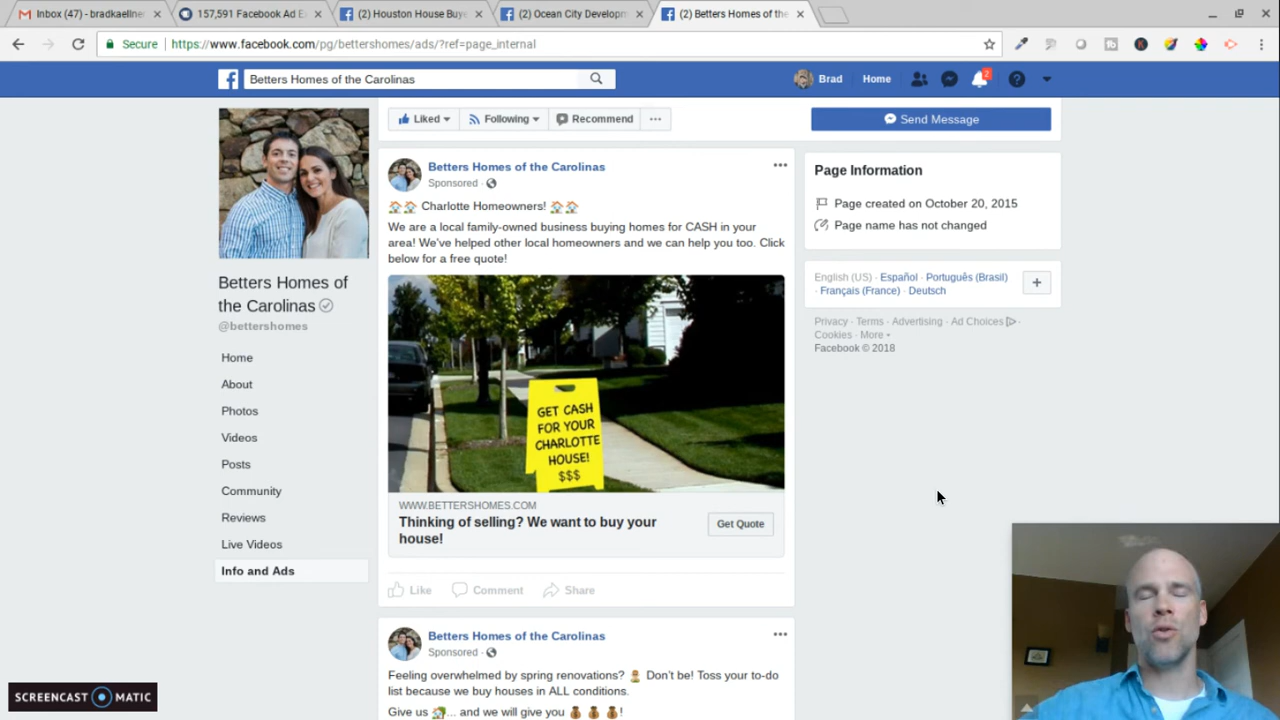 Inbox (47) - bradkaellner
157,591 Facebook Ad E
(2) Houston House Buye
(2) Ocean City Developm
(2) Betters Homes of the
Secure
https://www.facebook.com/pg/bettershomes/ads/?ref=page_internal
Betters Homes of the Carolinas
Brad
Home
2
Liked
Following
Recommend
Send Message
Betters Homes of the Carolinas
Sponsored ·
Charlotte Homeowners!
We are a local family-owned business buying homes for CASH in your
area! We've helped other local homeowners and we can help you too. Click
below for a free quote!
GET CASH
FOR YOUR
CHARLOTTE
HOUSE!
$$$
WWW.BETTERSHOMES.COM
Thinking of selling? We want to buy your
house!
Get Quote
Like
Comment
Share
Betters Homes of the Carolinas
Sponsored ·
Feeling overwhelmed by spring renovations? Don't be! Toss your to-do
list because we buy houses in ALL conditions.
Give us ... and we will give you !
Betters Homes of
the Carolinas
@bettershomes
Home
About
Photos
Videos
Posts
Community
Reviews
Live Videos
Info and Ads
Page Information
Page created on October 20, 2015
Page name has not changed
English (US) · Español · Português (Brasil)
· Français (France) · Deutsch
Privacy · Terms · Advertising · Ad Choices ·
Cookies · More
Facebook © 2018
SCREENCAST MATIC